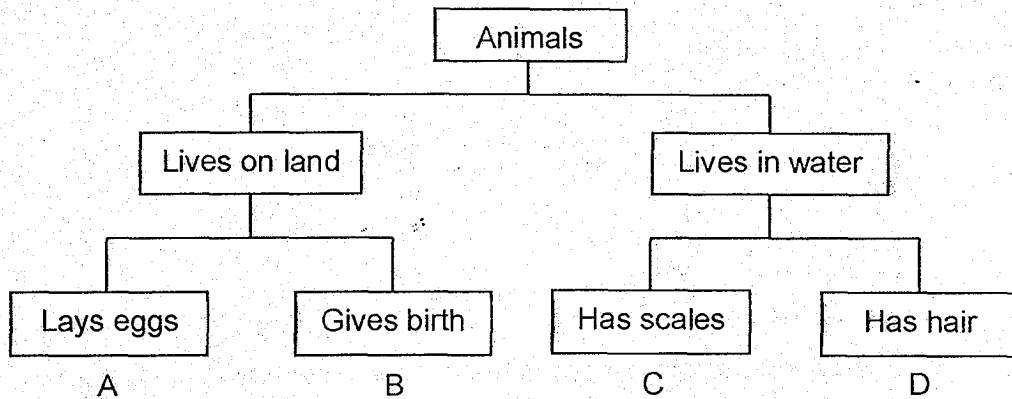 Animals
Lives on land
Lives in water
Lays eggs
Gives birth
Has scales
Has hair
A
B
C
D